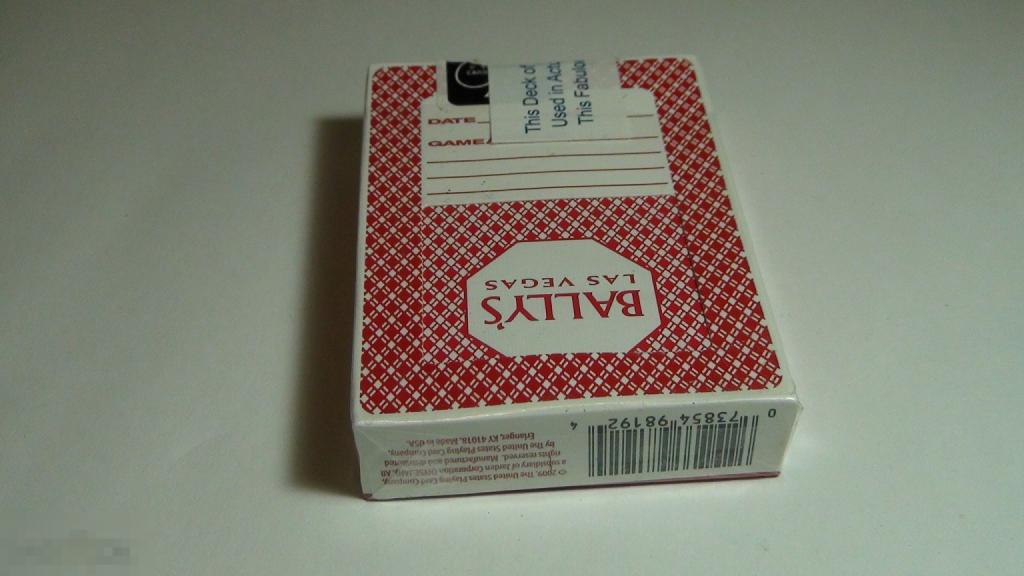 This Deck of
Used in Actu
This Fabulo
DATE
GAME
BALLY'S
LAS VEGAS
0 73854 98192 4
© 2009, The United States Playing Card Company,
a subsidiary of Jarden Corporation (NYSE:JAH). All
rights reserved. Manufactured and distributed
by The United States Playing Card Company,
Erlanger, KY 41018. Made in USA.